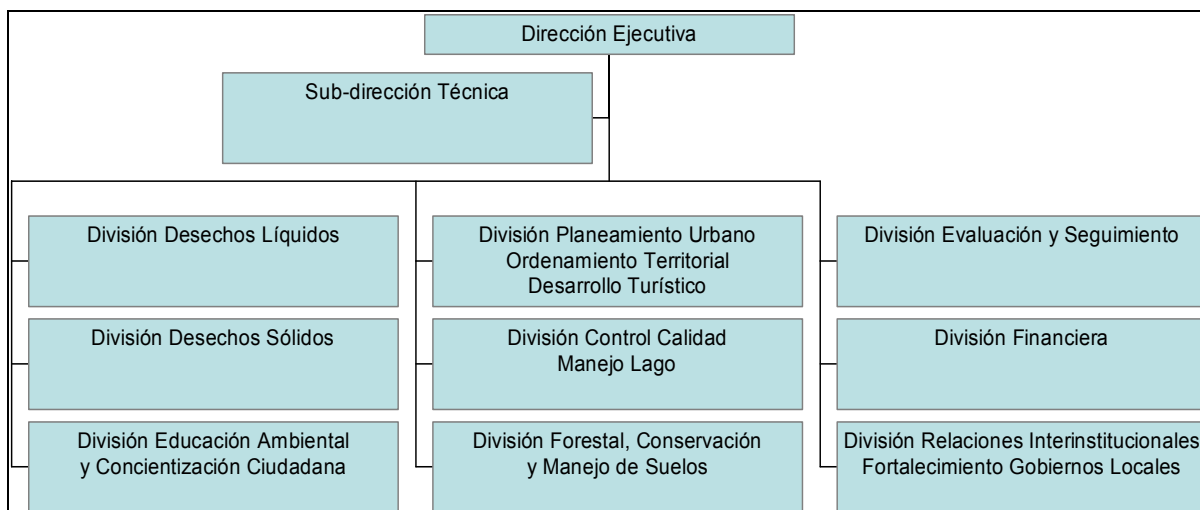 Dirección Ejecutiva
Sub-dirección Técnica
División Desechos Líquidos
División Planeamiento Urbano
Ordenamiento Territorial
Desarrollo Turístico
División Evaluación y Seguimiento
División Desechos Sólidos
División Control Calidad
Manejo Lago
División Financiera
División Educación Ambiental
y Concientización Ciudadana
División Forestal, Conservación
y Manejo de Suelos
División Relaciones Interinstitucionales
Fortalecimiento Gobiernos Locales